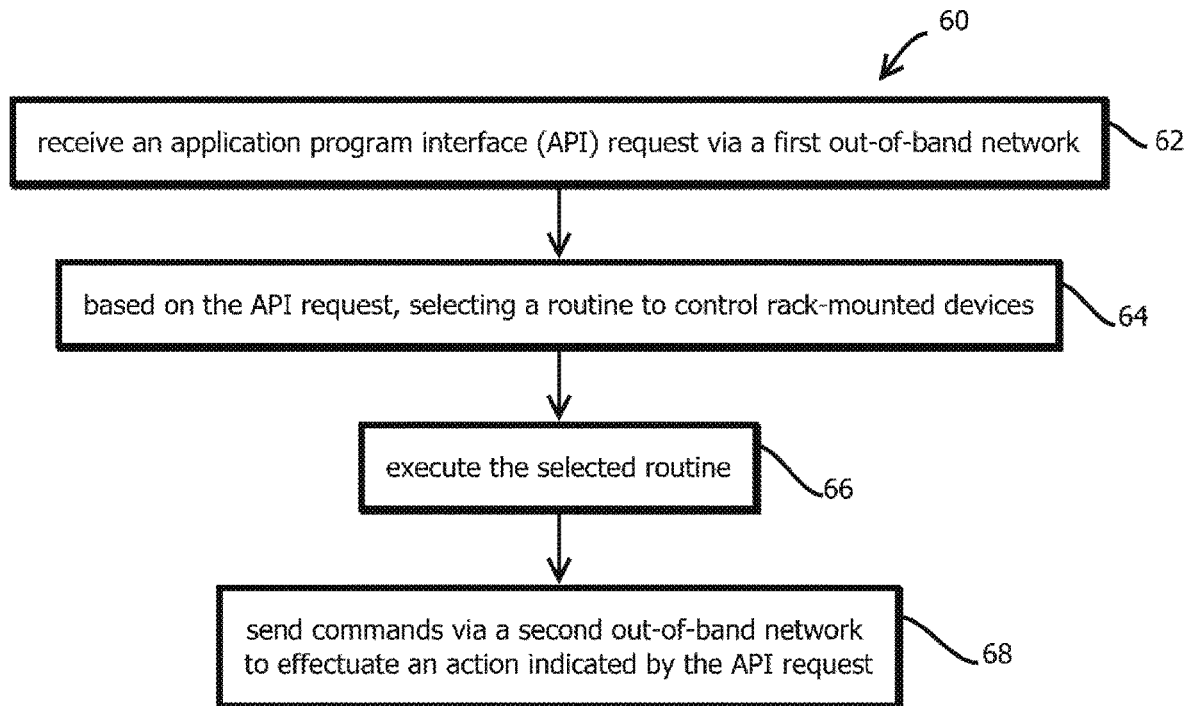 60
receive an application program interface (API) request via a first out-of-band network
62
based on the API request, selecting a routine to control rack-mounted devices
64
execute the selected routine
66
send commands via a second out-of-band network
to effectuate an action indicated by the API request
68